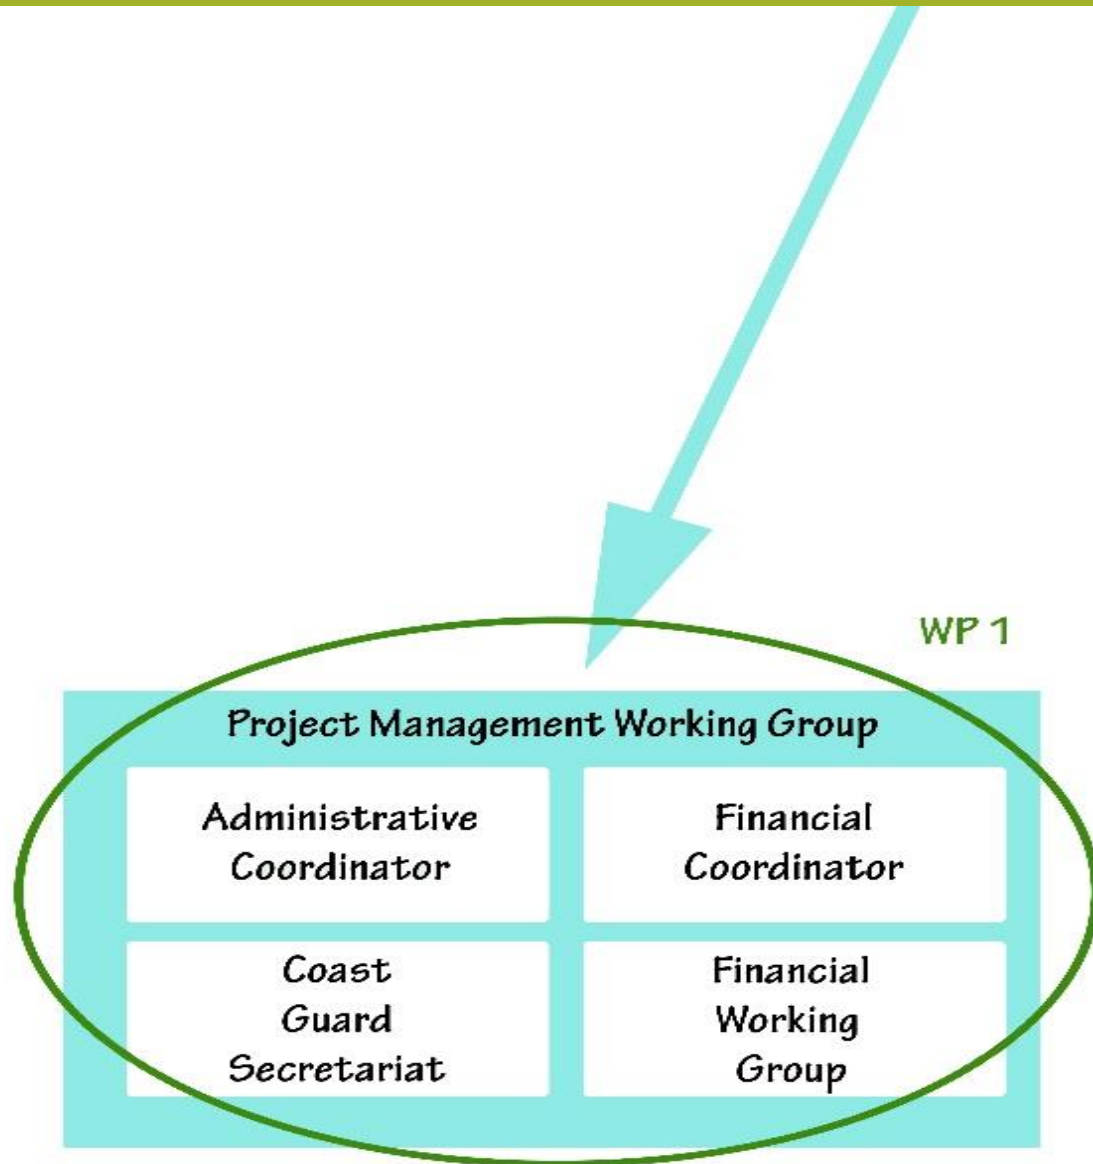 WP 1
Project Management Working Group
Administrative
Coordinator
Financial
Coordinator
Coast
Guard
Secretariat
Financial
Working
Group